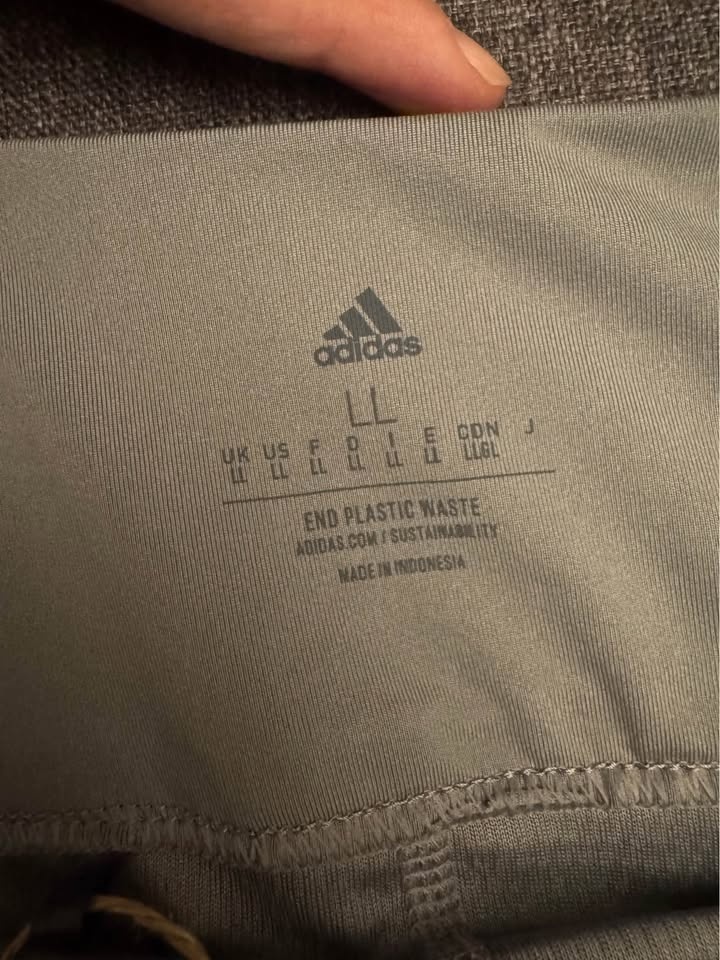 adidas
LL
UK US F D I E CDN J
LL LL LL LL LL LL LLGL
END PLASTIC WASTE
ADIDAS.COM / SUSTAINABILITY
MADE IN INDONESIA